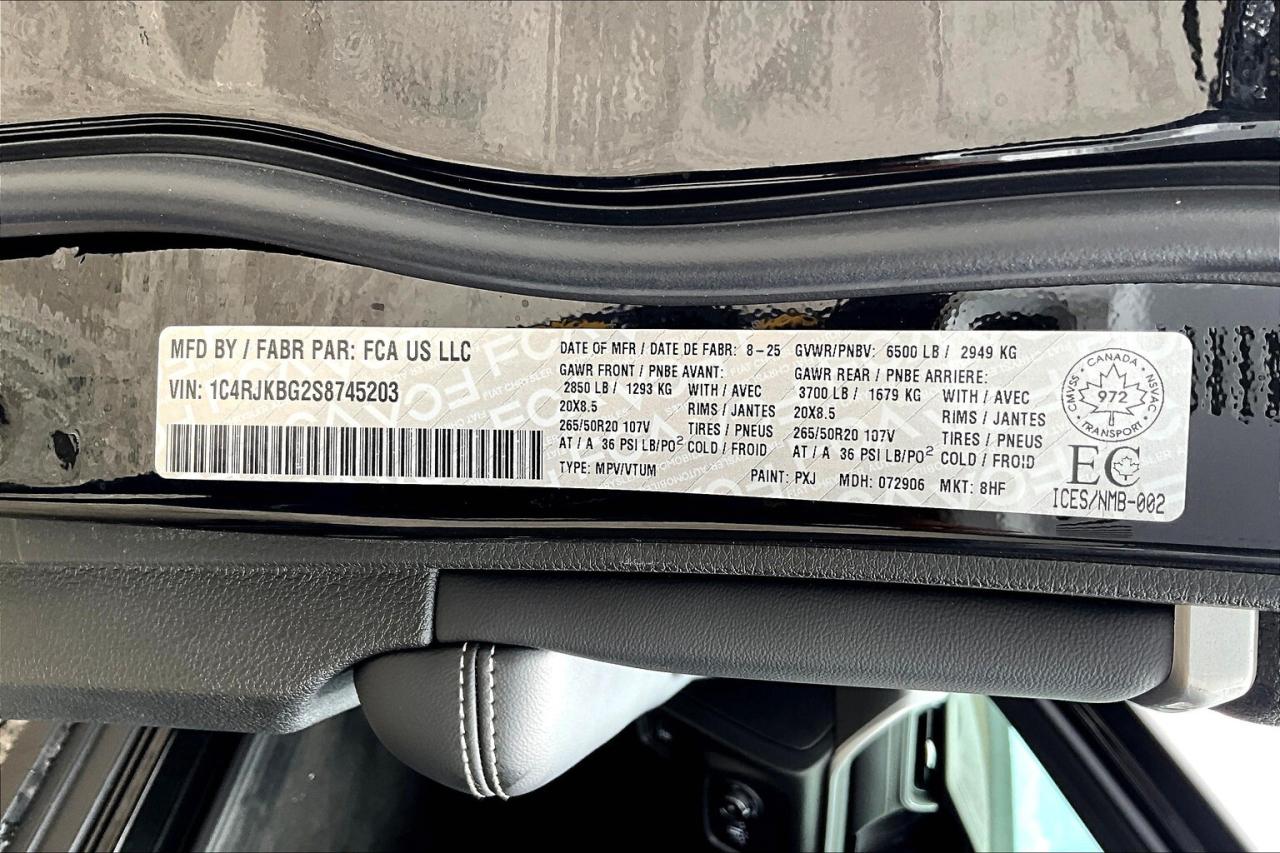 MFD BY / FABR PAR: FCA US LLC
VIN: 1C4RJKBG2S8745203
DATE OF MFR / DATE DE FABR: 8-25 GVWR/PNBV: 6500 LB / 2949 KG
GAWR FRONT / PNBE AVANT:
2850 LB / 1293 KG WITH / AVEC
20X8.5 RIMS / JANTES
265/50R20 107V TIRES / PNEUS
AT / A 36 PSI LB/PO² COLD / FROID
GAWR REAR / PNBE ARRIERE:
3700 LB / 1679 KG WITH / AVEC
20X8.5 RIMS / JANTES
265/50R20 107V TIRES / PNEUS
AT / A 36 PSI LB/PO² COLD / FROID
TYPE: MPV/VTUM PAINT: PXJ MDH: 072906 MKT: 8HF
CANADA
CMVSS NSVAC
972
TRANSPORT
EC
ICES/NMB-002